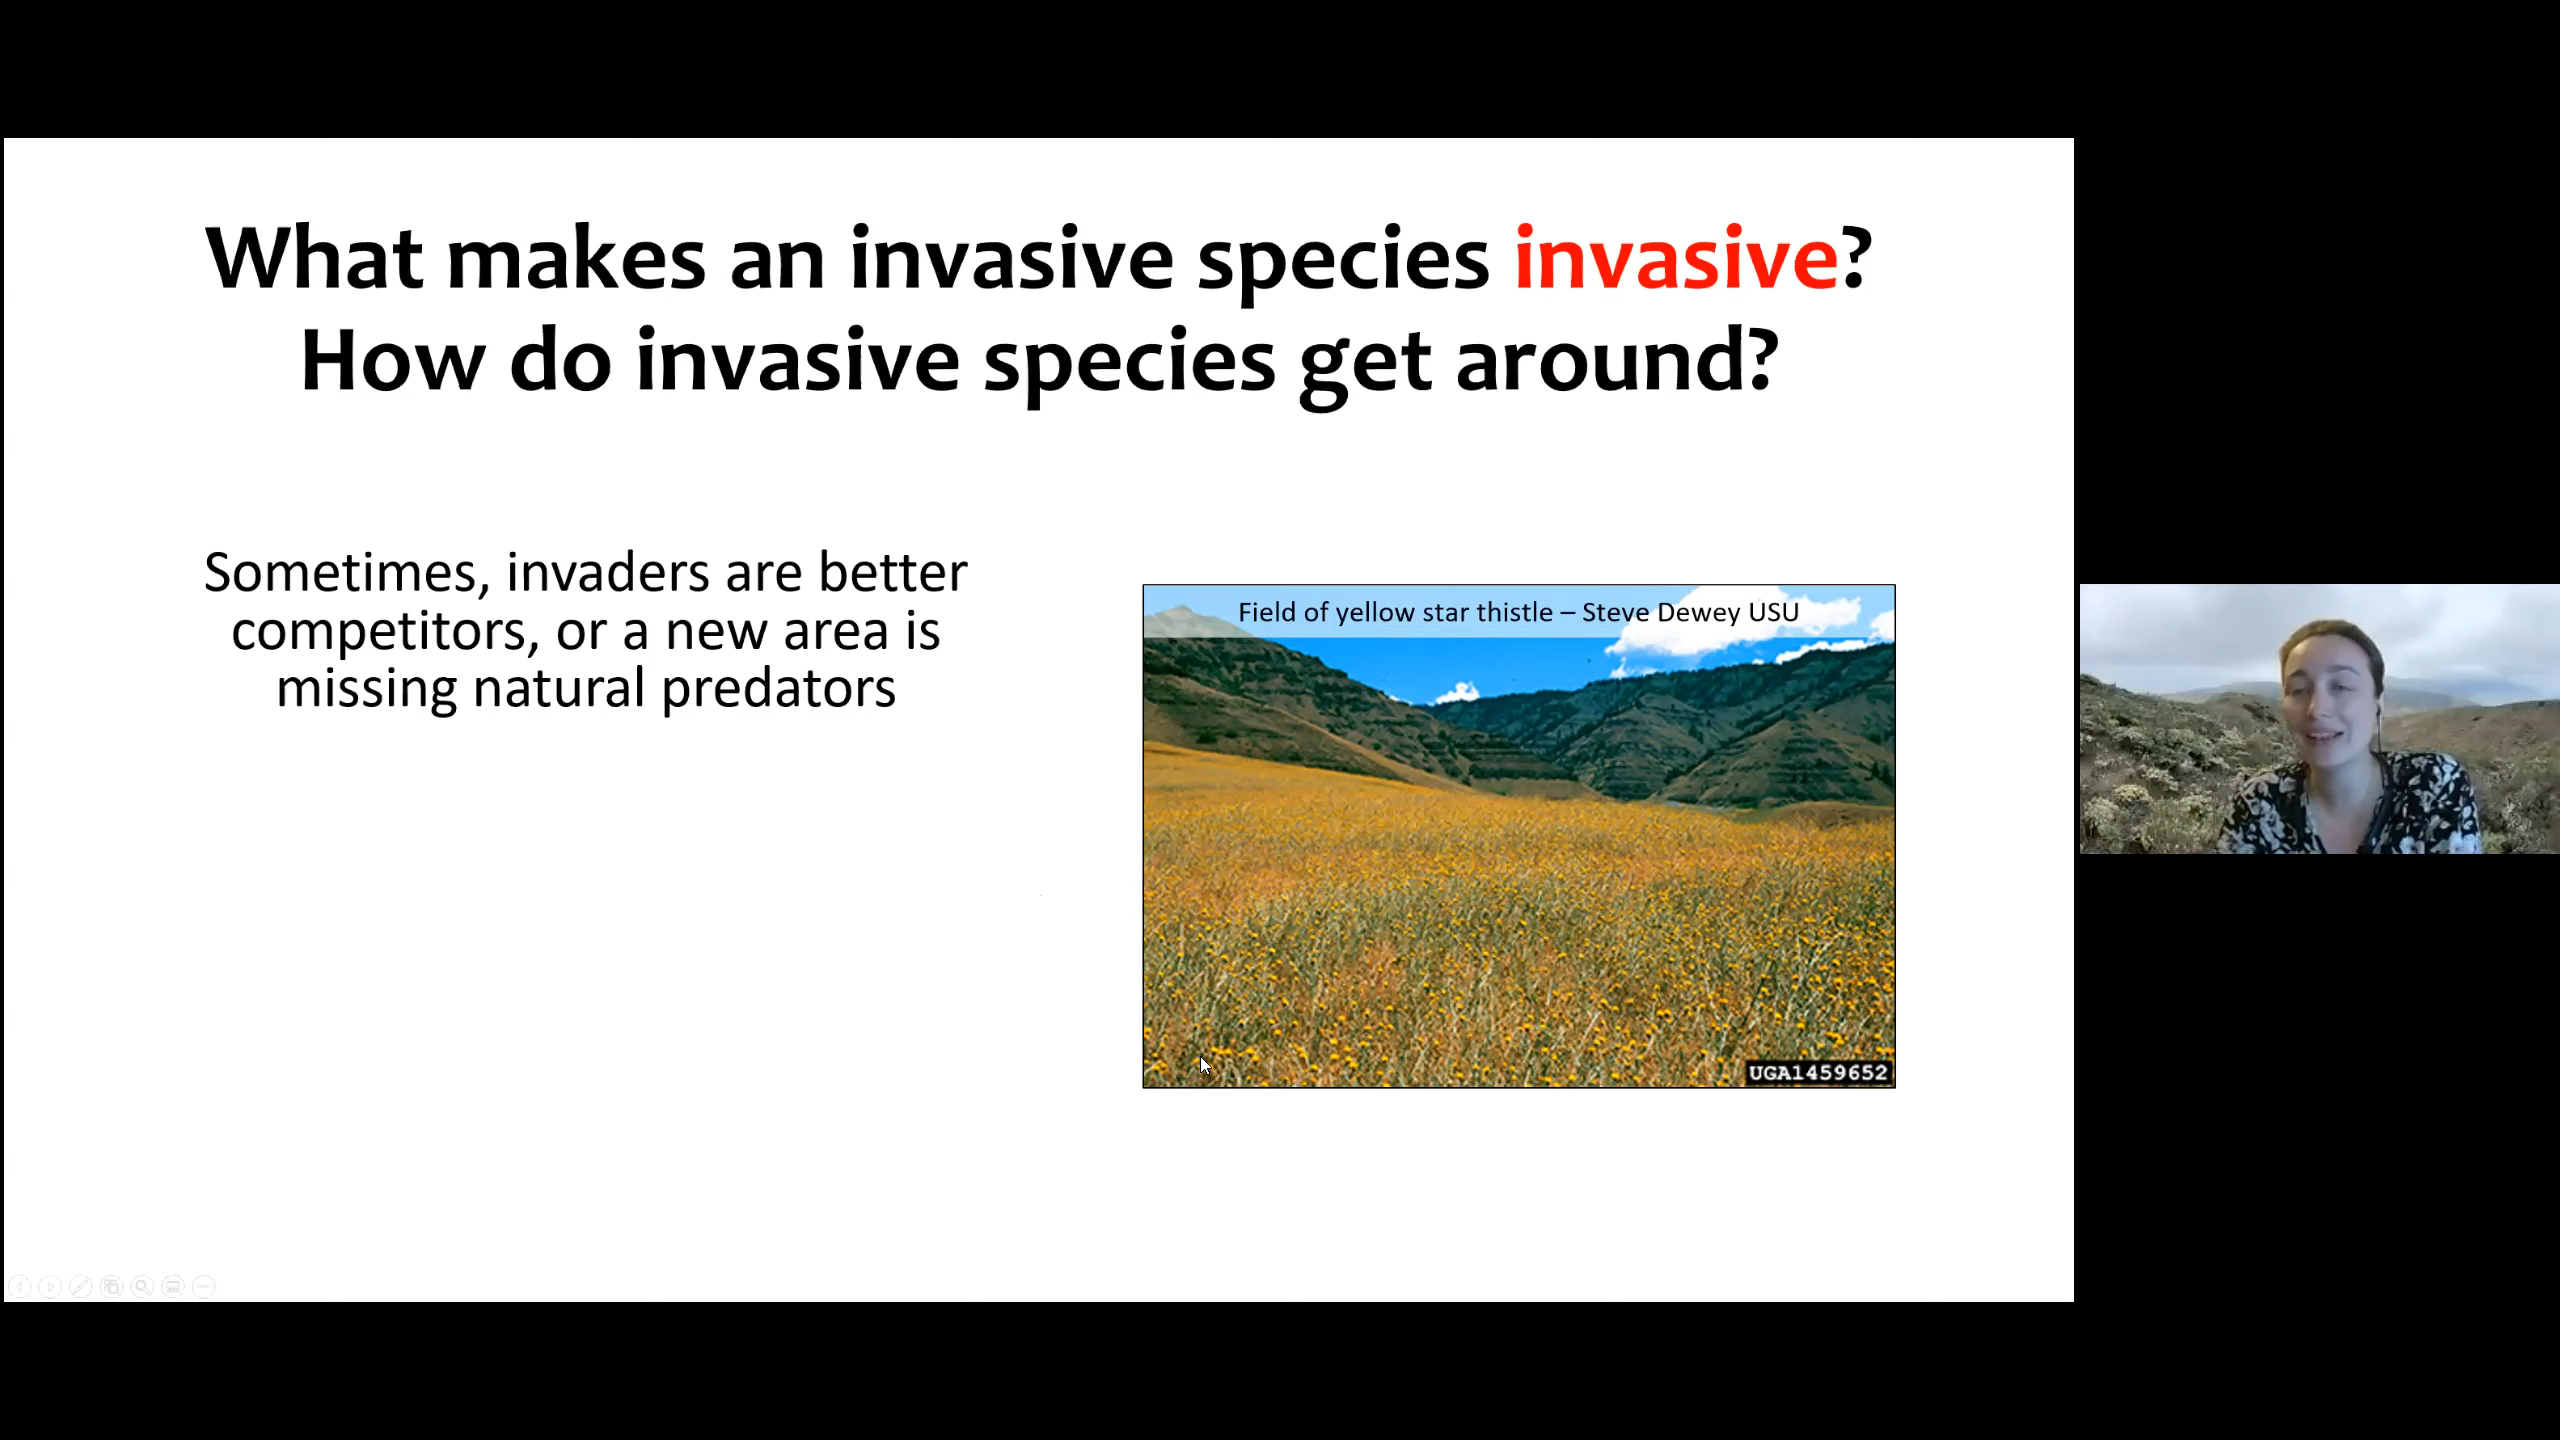 What makes an invasive species invasive?
How do invasive species get around?
Sometimes, invaders are better
competitors, or a new area is
missing natural predators
Field of yellow star thistle – Steve Dewey USU
UGA1459652